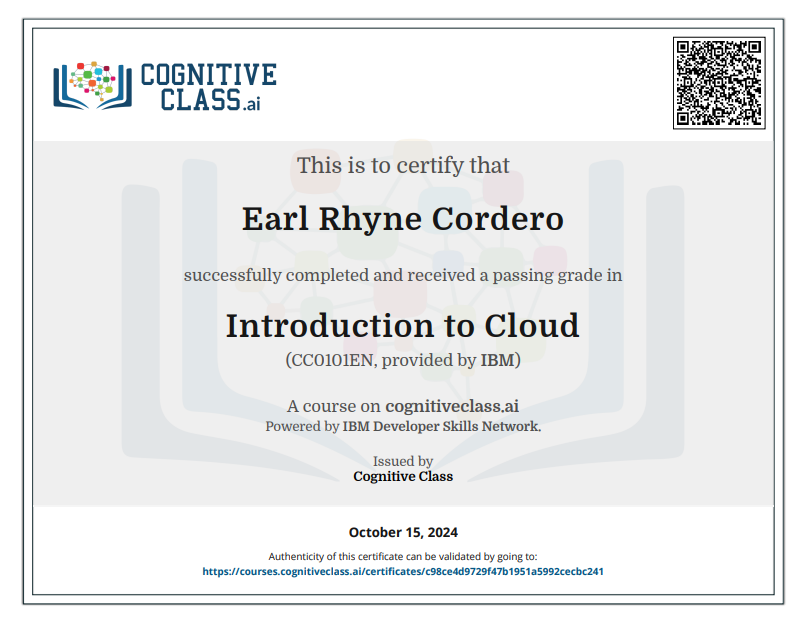 COGNITIVE
CLASS.ai
This is to certify that
Earl Rhyne Cordero
successfully completed and received a passing grade in
Introduction to Cloud
(CC0101EN, provided by IBM)
A course on cognitiveclass.ai
Powered by IBM Developer Skills Network.
Issued by
Cognitive Class
October 15, 2024
Authenticity of this certificate can be validated by going to:
https://courses.cognitiveclass.ai/certificates/c98ce4d9729f47b1951a5992cecbc241